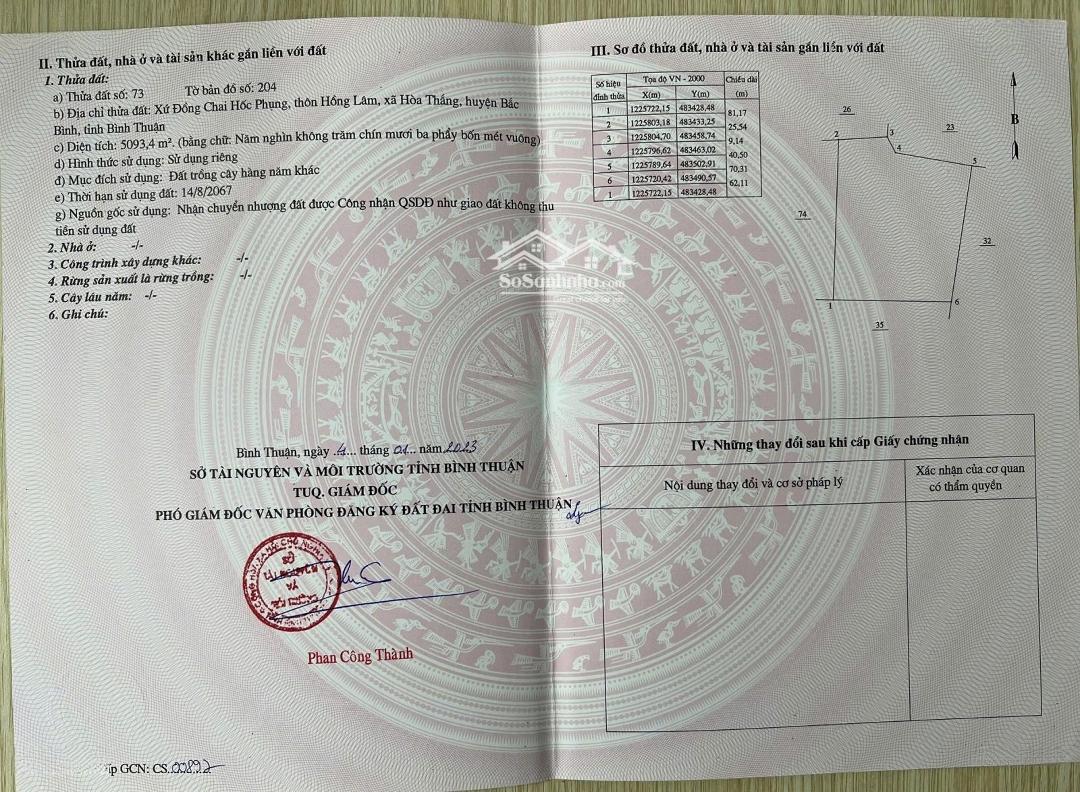 II. Thửa đất, nhà ở và tài sản khác gắn liền với đất
1. Thửa đất:
a) Thửa đất số: 73 Tờ bản đồ số: 204
b) Địa chỉ thửa đất: Xứ Đồng Chai Hốc Phụng, thôn Hồng Lâm, xã Hòa Thắng, huyện Bắc
Bình, tỉnh Bình Thuận
c) Diện tích: 5093,4 m². (bằng chữ: Năm nghìn không trăm chín mươi ba phẩy bốn mét vuông)
d) Hình thức sử dụng: Sử dụng riêng
đ) Mục đích sử dụng: Đất trồng cây hàng năm khác
e) Thời hạn sử dụng đất: 14/8/2067
g) Nguồn gốc sử dụng: Nhận chuyển nhượng đất được Công nhận QSDĐ như giao đất không thu
tiền sử dụng đất
2. Nhà ở: -/-
3. Công trình xây dựng khác: -/-
4. Rừng sản xuất là rừng trồng: -/-
5. Cây lâu năm: -/-
6. Ghi chú:
Bình Thuận, ngày .4... tháng 01... năm 2023
SỞ TÀI NGUYÊN VÀ MÔI TRƯỜNG TỈNH BÌNH THUẬN
TUQ. GIÁM ĐỐC
PHÓ GIÁM ĐỐC VĂN PHÒNG ĐĂNG KÝ ĐẤT ĐAI TỈNH BÌNH THUẬN
SỞ
VÀ
Phan Công Thành
ấp GCN: CS.00892
III. Sơ đồ thửa đất, nhà ở và tài sản gắn liền với đất
Số hiệu đỉnh thửa Tọa độ VN - 2000 Chiều dài (m)
X(m) Y(m)
1 1225722,15 483428,48
81,17
2 1225803,18 483433,25
25,54
3 1225804,70 483458,74
9,14
4 1225796,62 483463,02
40,50
5 1225789,64 483502,91
70,31
6 1225720,42 483490,57
62,11
1 1225722,15 483428,48
B
26
23
2
3
4
5
74
32
1
6
35
SoSanhnha.com
IV. Những thay đổi sau khi cấp Giấy chứng nhận
Nội dung thay đổi và cơ sở pháp lý
Xác nhận của cơ quan
có thẩm quyền